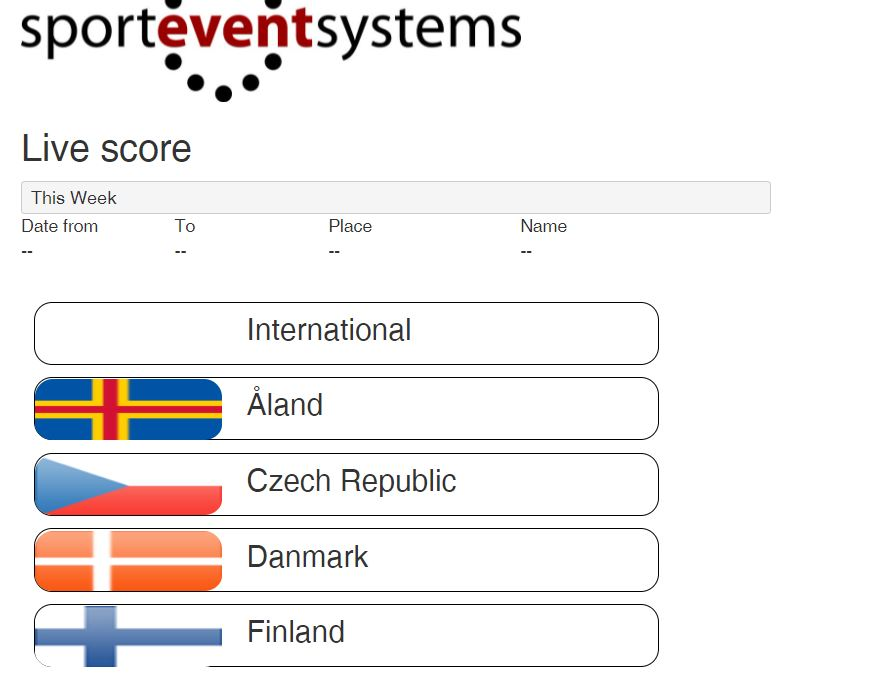 sporteventsystems
Live score
This Week
Date from To Place Name
-- -- -- --
International
Åland
Czech Republic
Danmark
Finland